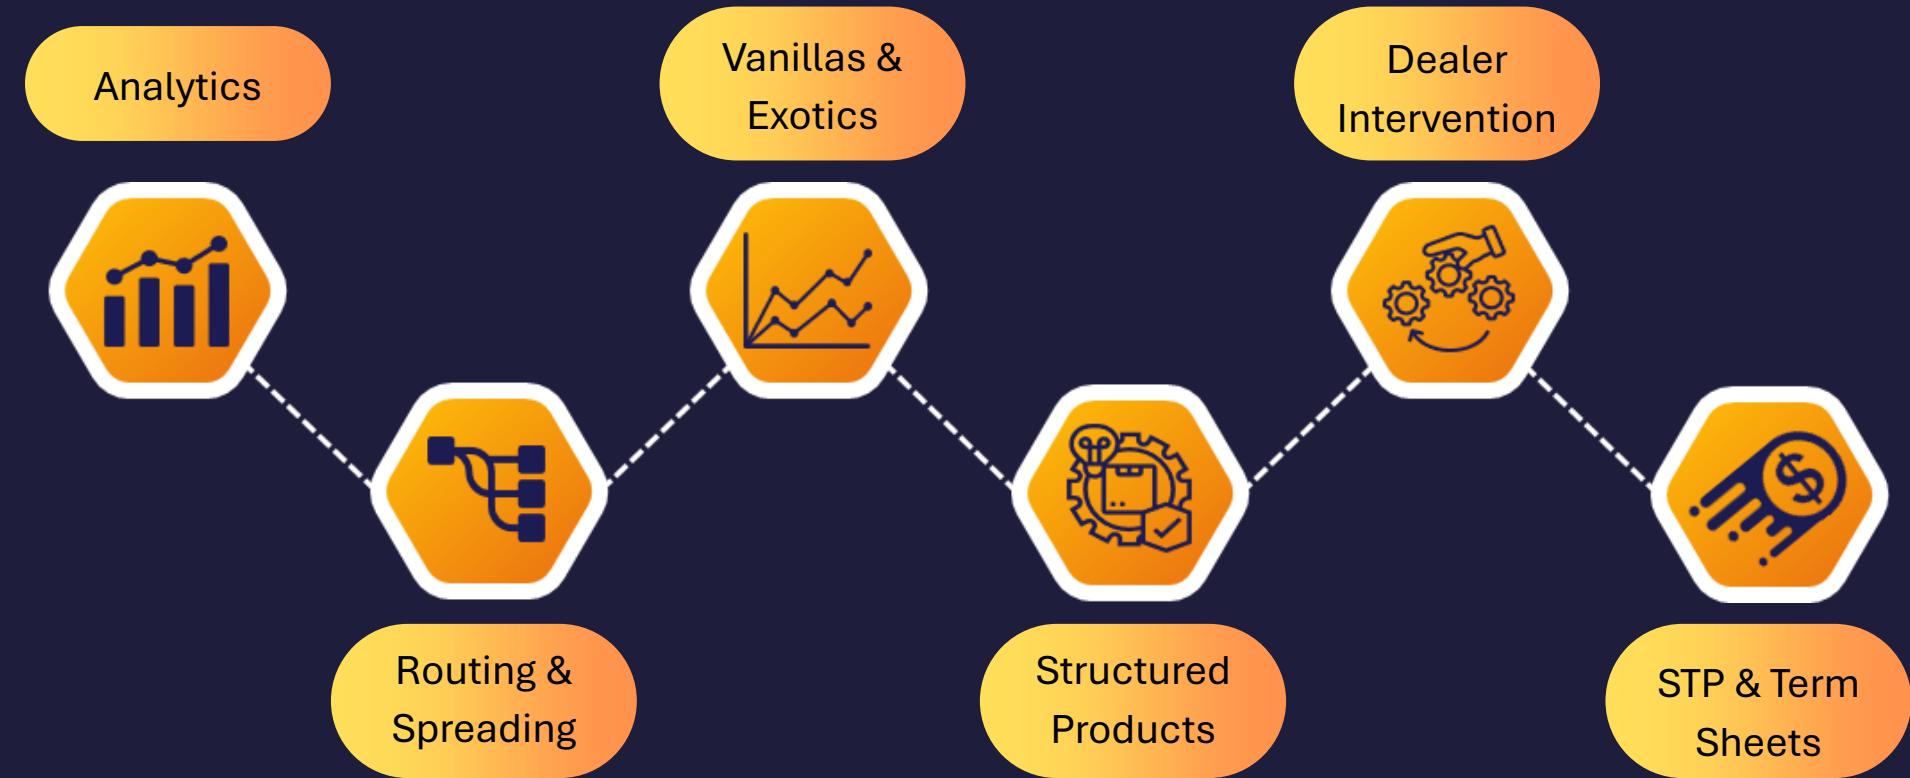 Analytics
Routing &
Spreading
Vanillas &
Exotics
Structured
Products
Dealer
Intervention
STP & Term
Sheets